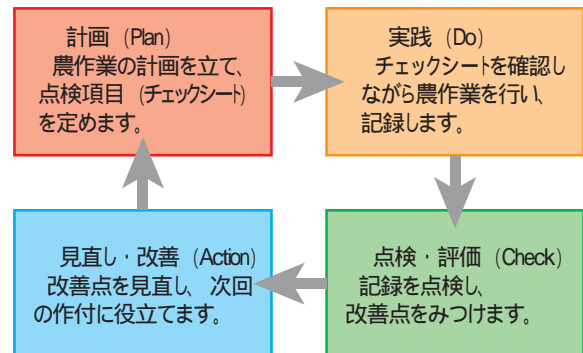 計画 (Plan)
農作業の計画を立て、
点検項目 (チェックシート)
を定めます。
実践 (Do)
チェックシートを確認し
ながら農作業を行い、
記録します。
見直し・改善 (Action)
改善点を見直し、次回
の作付に役立てます。
点検・評価 (Check)
記録を点検し、
改善点をみつけます。